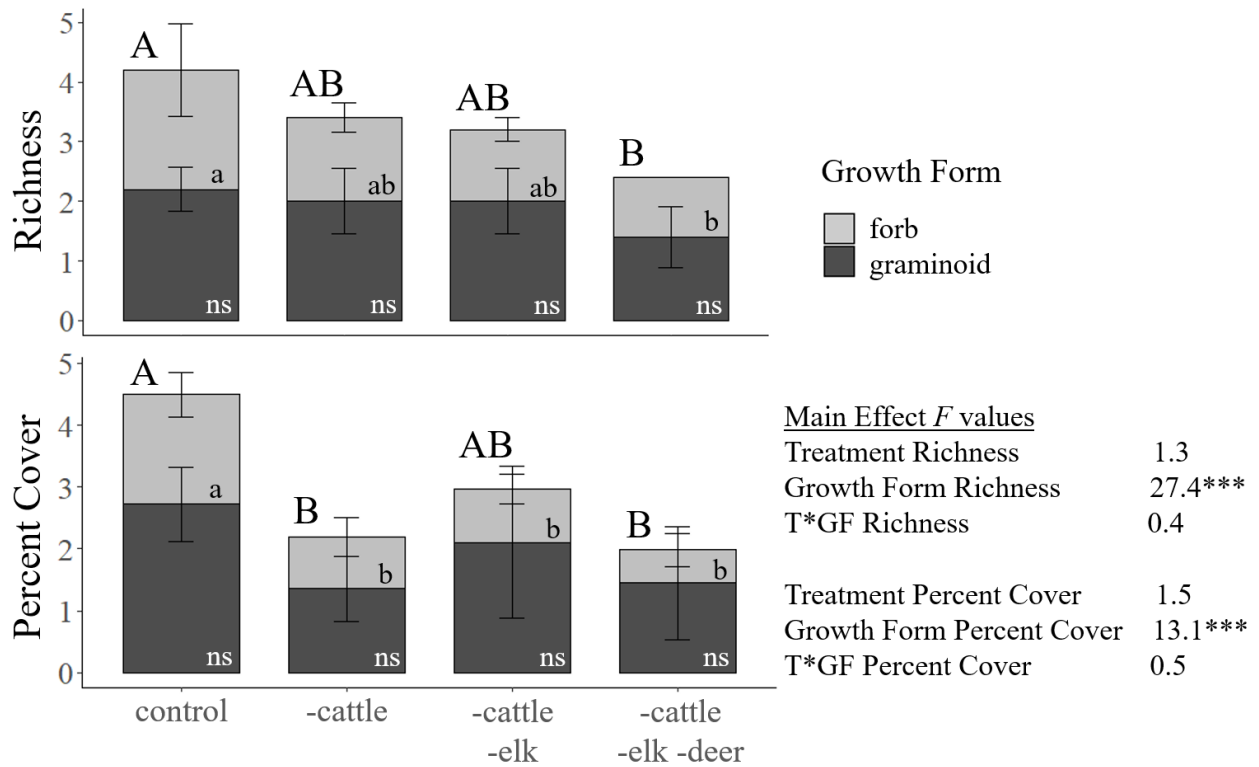 Richness
5
4
3
2
1
0
A
AB
AB
B
a
ab
ab
b
ns
ns
ns
ns
Growth Form
forb
graminoid
Percent Cover
5
4
3
2
1
0
A
B
AB
B
a
b
b
b
ns
ns
ns
ns
control
-cattle
-cattle
-elk
-cattle
-elk -deer
Main Effect F values
Treatment Richness 1.3
Growth Form Richness 27.4***
T*GF Richness 0.4
Treatment Percent Cover 1.5
Growth Form Percent Cover 13.1***
T*GF Percent Cover 0.5